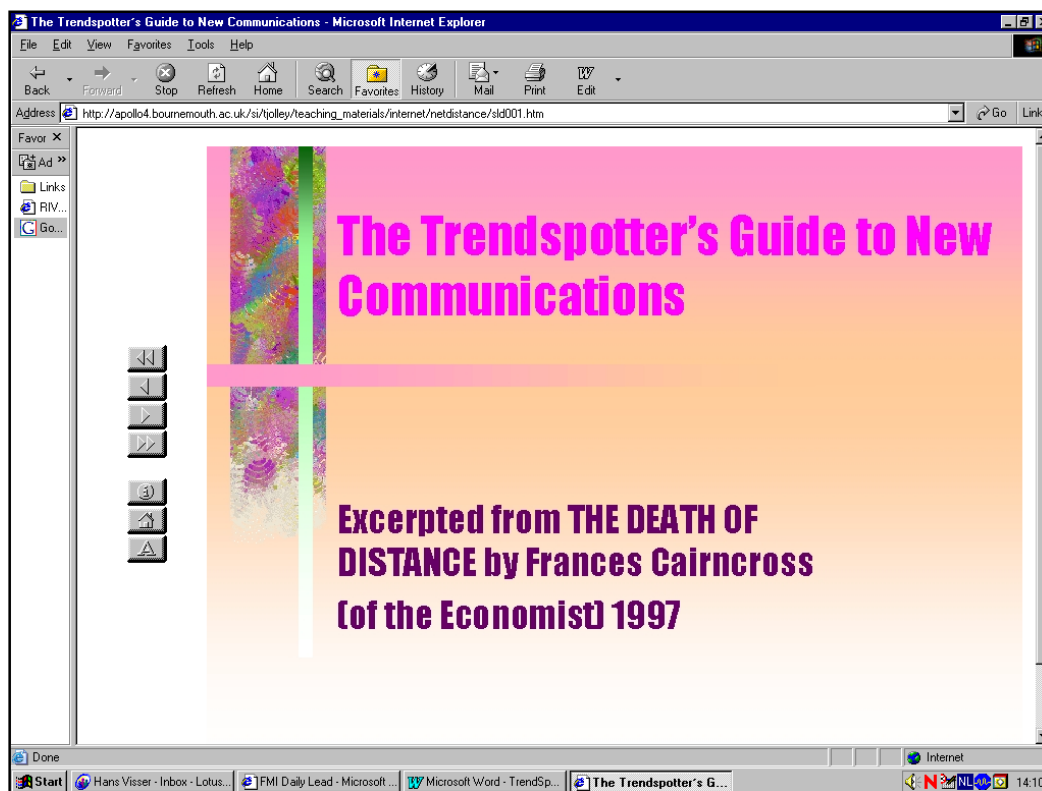 The Trendspotter's Guide to New Communications - Microsoft Internet Explorer
File Edit View Favorites Tools Help
Back Forward Stop Refresh Home Search Favorites History Mail Print Edit
Address http://apollo4.bournemouth.ac.uk/si/tjolley/teaching_materials/internet/netdistance/sld001.htm Go Link
Favor
Ad
Links
RIV...
Go...
The Trendspotter's Guide to New
Communications
Excerpted from THE DEATH OF
DISTANCE by Frances Cairncross
(of the Economist) 1997
Done Internet
Start Hans Visser - Inbox - Lotus... FMI Daily Lead - Microsoft ... Microsoft Word - TrendSp... The Trendspotter's G... N NL 14:10